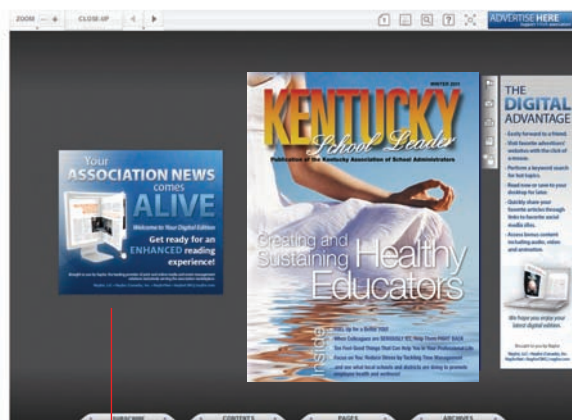 ZOOM
CLOSE-UP
ADVERTISE HERE
Your
ASSOCIATION NEWS
comes
ALIVE
Welcome to Your Digital Edition
Get ready for an
ENHANCED reading
experience!
WINTER 2011
KENTUCKY
School Leader
Publication of the Kentucky Association of School Administrators
Creating and
Sustaining Healthy
Educators
Inside
FUEL Up for a Better YOU!
When Colleagues are SERIOUSLY ILL, Help Them FIGHT BACK
Ten Feel-Good Things That Can Help You in Your Professional Life
Focus on You: Reduce Stress by Tackling Time Management
...and see what local schools and districts are doing to promote
employee health and wellness!
THE
DIGITAL
ADVANTAGE
- Easily forward to a friend.
- Visit favorite advertisers'
websites with the click of
a mouse.
- Perform a keyword search
for hot topics.
- Read now or save to your
desktop for later.
- Quickly share your
favorite articles through
links to favorite social
media sites.
- Access bonus content
including audio, video
and animation.
We hope you enjoy your
latest digital edition.
SUBSCRIBE
CONTENTS
PAGES
ARCHIVES